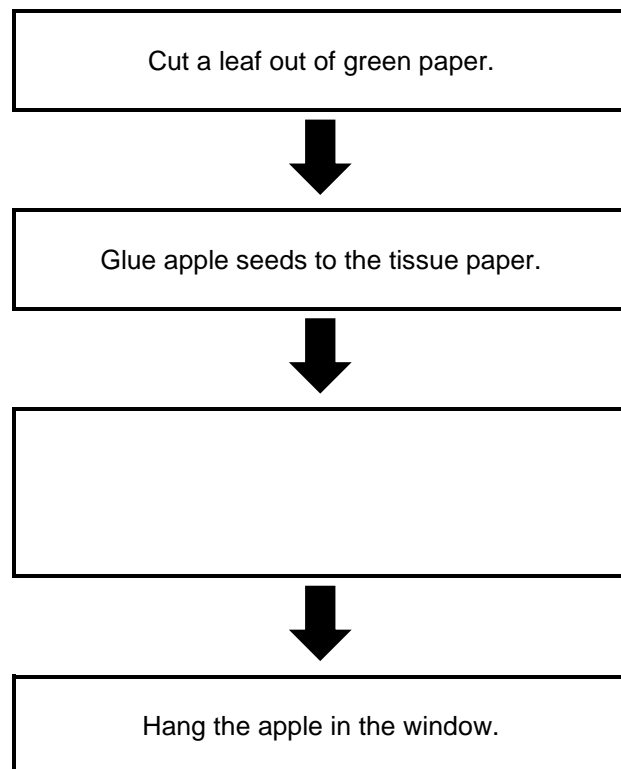 Cut a leaf out of green paper.
Glue apple seeds to the tissue paper.
Hang the apple in the window.